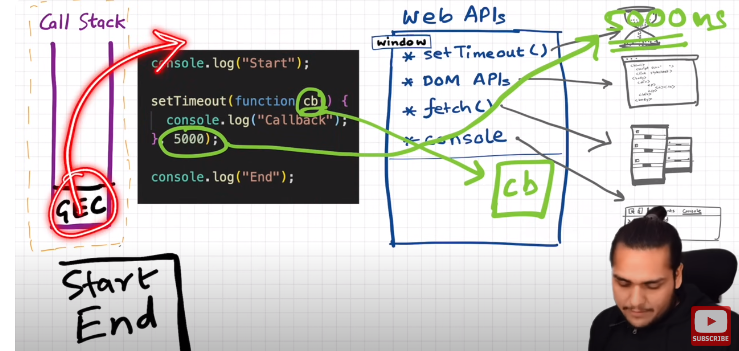 Call Stack
GEC
console.log("Start");
setTimeout(function cb() {
console.log("Callback");
}, 5000);
console.log("End");
Start
End
Web APIs
window
* setTimeout()
* DOM APIs
* fetch()
* console
cb
5000ms
Console
SUBSCRIBE